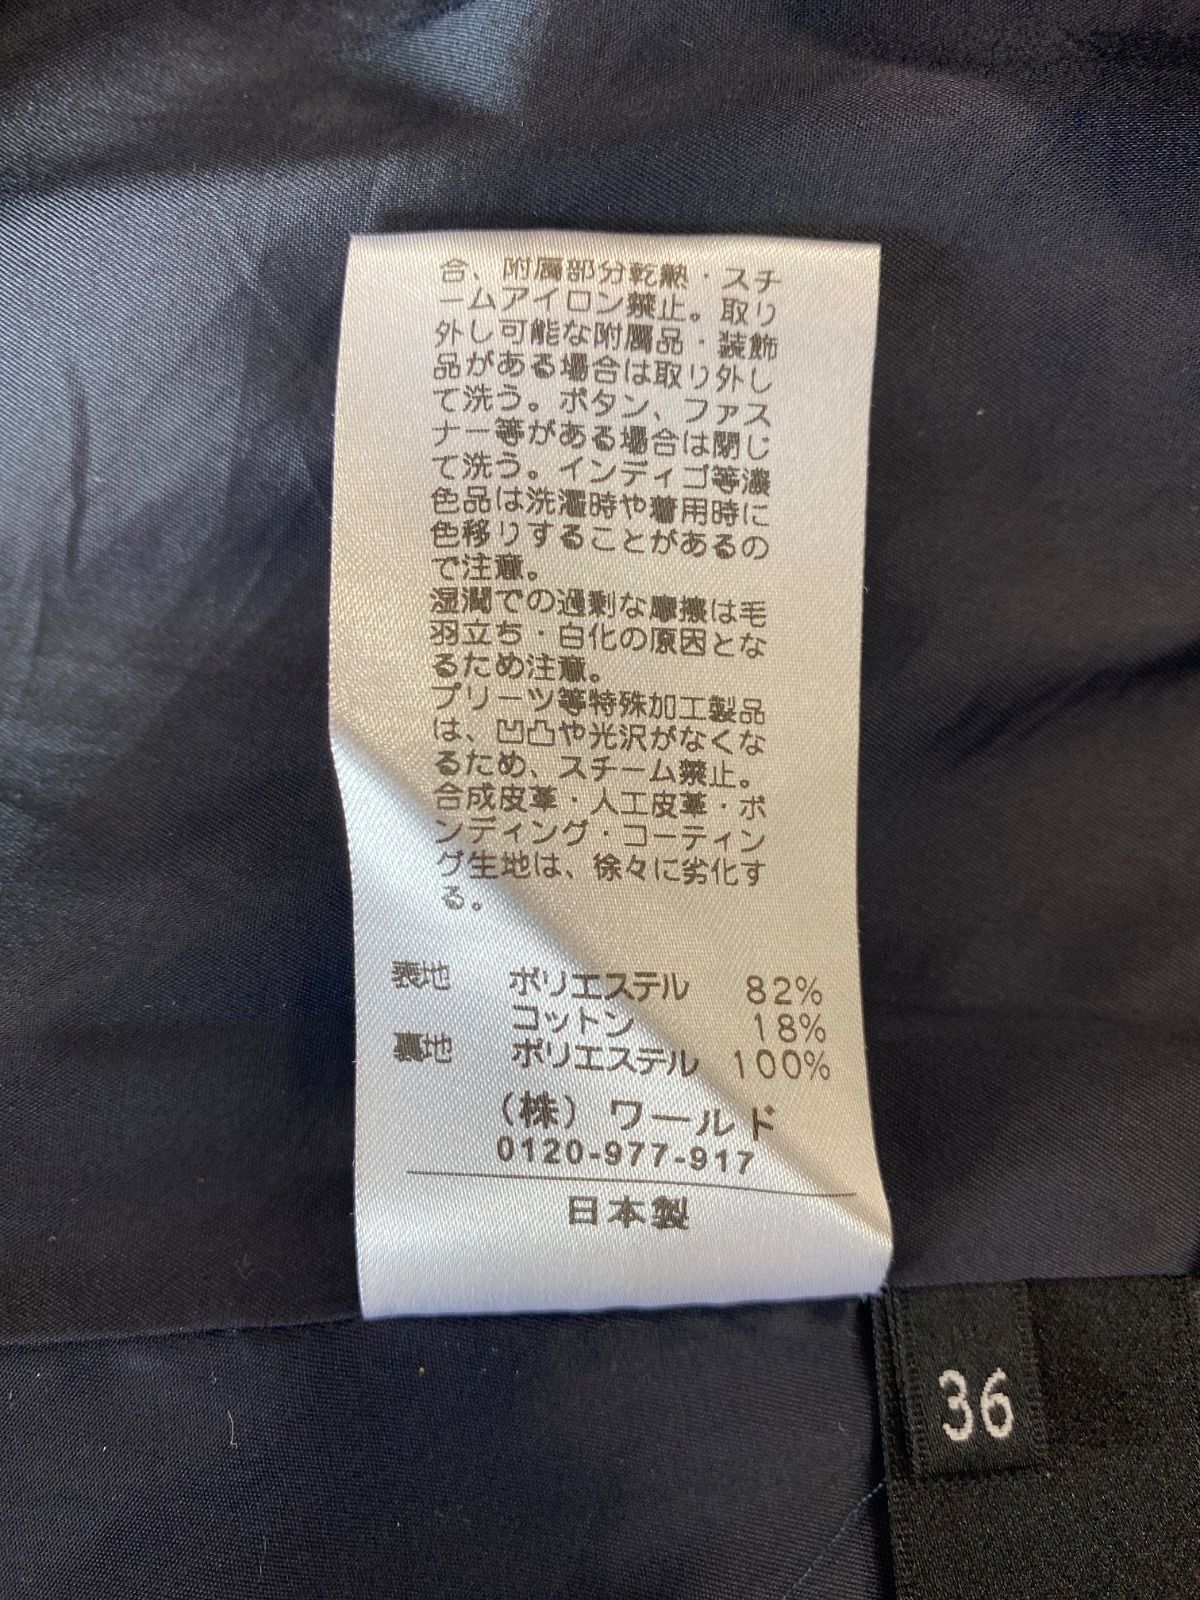 合、附属部分乾熱・スチ
ームアイロン禁止。取り
外し可能な附属品・装飾
品がある場合は取り外し
て洗う。ボタン、ファス
ナー等がある場合は閉じ
て洗う。インディゴ等濃
色品は洗濯時や着用時に
色移りすることがあるの
で注意。
湿潤での過剰な摩擦は毛
羽立ち・白化の原因とな
るため注意。
プリーツ等特殊加工製品
は、凹凸や光沢がなくな
るため、スチーム禁止。
合成皮革・人工皮革・ボ
ンディング・コーティン
グ生地は、徐々に劣化す
る。
表地 ポリエステル 82%
コットン 18%
裏地 ポリエステル 100%
（株）ワールド
0120-977-917
日本製
36